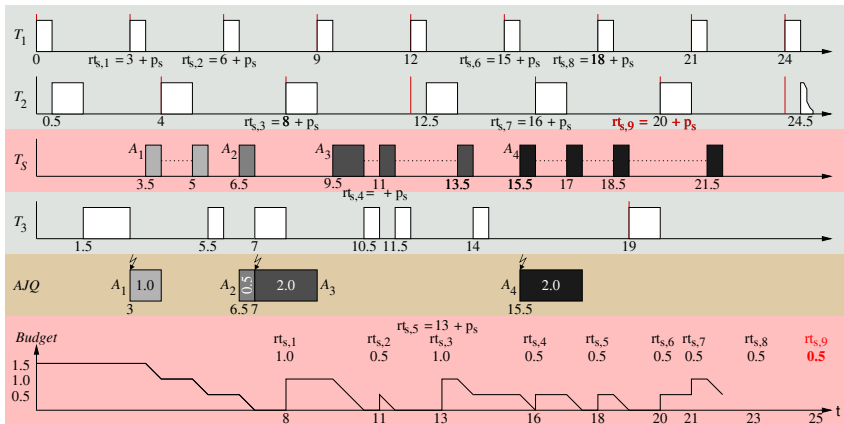 T1
0 3 6 9 12 15 18 21 24
rts,1 = 3 + ps rts,2 = 6 + ps rts,6 = 15 + ps rts,8 = 18 + ps
T2
0.5 4 8 12.5 16 20 24.5
rts,3 = 8 + ps rts,7 = 16 + ps rts,9 = 20 + ps
TS A1 A2 A3 A4
3.5 5 6.5 9.5 11 13.5 15.5 17 18.5 21.5
rts,4 = + ps
T3
1.5 5.5 7 10.5 11.5 14 19
AJQ A1 1.0 A2 0.5 2.0 A3 A4 2.0
3 6.5 7 15.5
rts,5 = 13 + ps
Budget rts,1 rts,2 rts,3 rts,4 rts,5 rts,6 rts,7 rts,8 rts,9
1.0 0.5 1.0 0.5 0.5 0.5 0.5 0.5 0.5
1.5
1.0
0.5
8 11 13 16 18 20 21 23 25 t